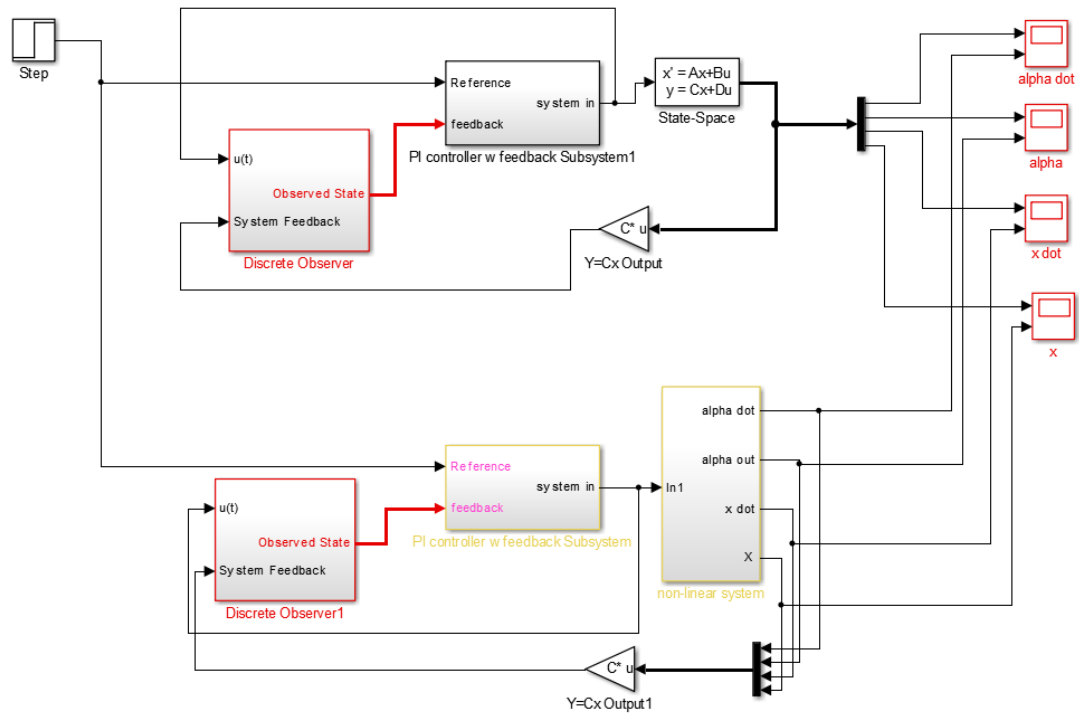 Step
Reference
system in
feedback
PI controller w feedback Subsystem1
x' = Ax+Bu
y = Cx+Du
State-Space
alpha dot
alpha
x dot
x
u(t)
Observed State
System Feedback
Discrete Observer
C* u
Y=Cx Output
Reference
system in
feedback
PI controller w feedback Subsystem
alpha dot
alpha out
In1
x dot
X
non-linear system
u(t)
Observed State
System Feedback
Discrete Observer1
C* u
Y=Cx Output1